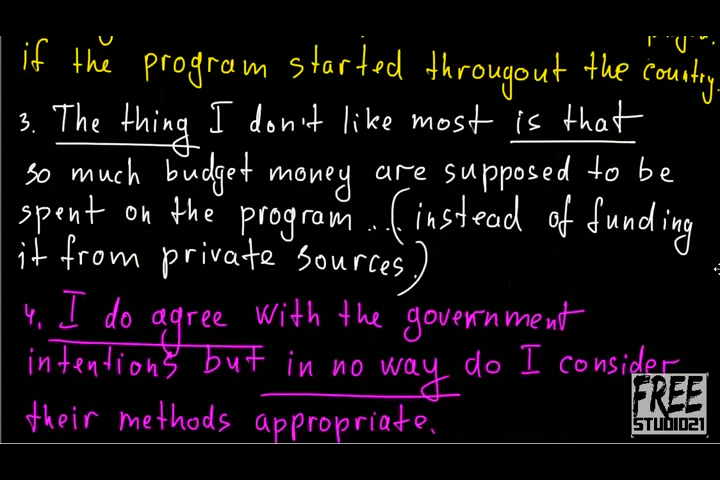 if the program started througout the country.
3. The thing I don't like most is that
so much budget money are supposed to be
spent on the program...(instead of funding
it from private sources.)
4. I do agree with the government
intentions but in no way do I consider
their methods appropriate.
FREE
STUDIO21